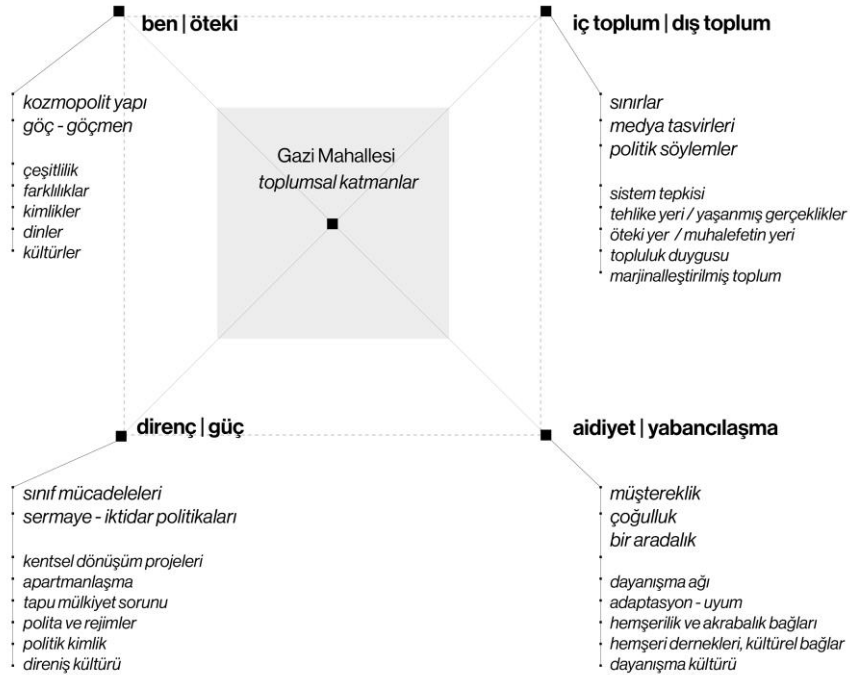 ben | öteki
kozmopolit yapı
göç - göçmen
çeşitlilik
farklılıklar
kimlikler
dinler
kültürler
iç toplum | dış toplum
sınırlar
medya tasvirleri
politik söylemler
sistem tepkisi
tehlike yeri / yaşanmış gerçeklikler
öteki yer / muhalefetin yeri
topluluk duygusu
marjinalleştirilmiş toplum
Gazi Mahallesi
toplumsal katmanlar
direnç | güç
sınıf mücadeleleri
sermaye - iktidar politikaları
kentsel dönüşüm projeleri
apartmanlaşma
tapu mülkiyet sorunu
polita ve rejimler
politik kimlik
direniş kültürü
aidiyet | yabancılaşma
müştereklik
çoğulluk
bir aradalık
dayanışma ağı
adaptasyon - uyum
hemşerilik ve akrabalık bağları
hemşeri dernekleri, kültürel bağlar
dayanışma kültürü